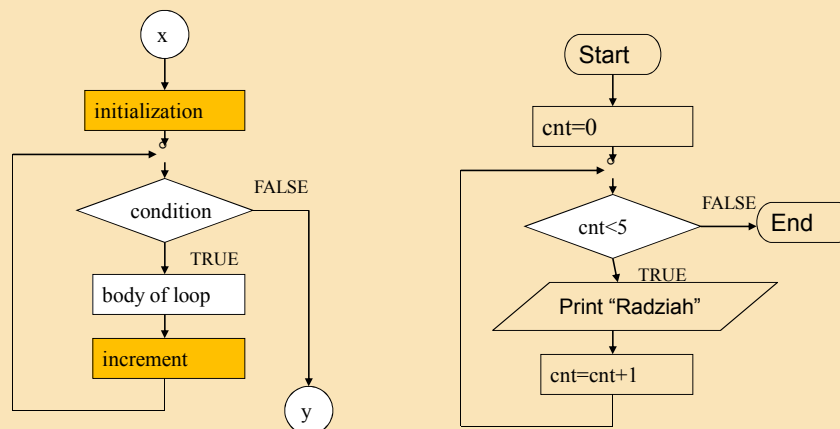 x
initialization
condition
FALSE
TRUE
body of loop
increment
y
Start
cnt=0
cnt<5
FALSE
End
TRUE
Print “Radziah”
cnt=cnt+1